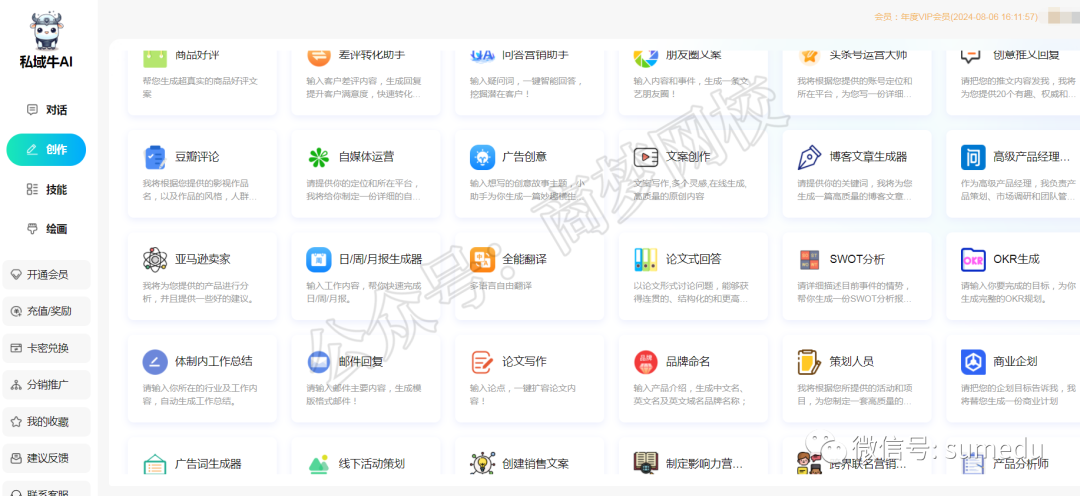 会员：年度VIP会员(2024-08-06 16:11:57)
私域牛AI
对话
创作
技能
绘画
开通会员
充值/奖励
卡密兑换
分销推广
我的收藏
建议反馈
联系客服
商品好评
帮您生成超真实的商品好评文
案
差评转化助手
输入客户差评内容，生成回复
提升客户满意度，快速转化...
问答营销助手
输入疑问词，一键智能回答，
挖掘潜在客户！
朋友圈文案
输入内容和事件，生成一条文
艺朋友圈！
头条号运营大师
我将根据您提供的账号定位和
所在平台，为您写一份详细...
创意推文回复
请把您的推文内容发我，我将
为您提供20个有趣、权威和...
豆瓣评论
我将根据您提供的影视作品
名，以及作品的风格，人群...
自媒体运营
请提供你的定位和所在平台，
我将给你制定一份详细的自...
广告创意
输入想写的创意故事主题，小
助手为你生成一篇妙趣横生
文案创作
文案写作,多个灵感,在线生成,
高质量的原创内容
博客文章生成器
请提供你的关键词，我将为您
生成一篇高质量的博客文章...
高级产品经理...
作为高级产品经理，我负责产
品策划、市场调研和团队管...
亚马逊卖家
我将为您提供的产品进行分
析，并且提供一些好的建议。
日/周/月报生成器
输入工作内容，帮你快速完成
日/周/月报。
全能翻译
多语言自由翻译
论文式回答
以论文形式讨论问题，能够获
得连贯的、结构化的和更高...
SWOT分析
请详细描述目前事件的情势，
帮你生成一份SWOT分析报...
OKR生成
请输入你要完成的目标，为你
生成完整的OKR规划。
体制内工作总结
请输入你所在的行业及工作内
容，自动生成工作总结。
邮件回复
请输入邮件主要内容，生成模
版格式邮件！
论文写作
输入论点，一键扩容论文内
容！
品牌命名
输入产品介绍，生成中文名、
英文名及英文域名品牌名称；
策划人员
我将根据您所提供的活动和项
目，为您制定一套高质量的...
商业企划
请把您的企划目标告诉我，我
将替您生成一份商业计划
广告词生成器
线下活动策划
创建销售文案
制定影响力营...
跨界联名营销...
产品分析师
公众号：商梦网校
微信号: sumedu